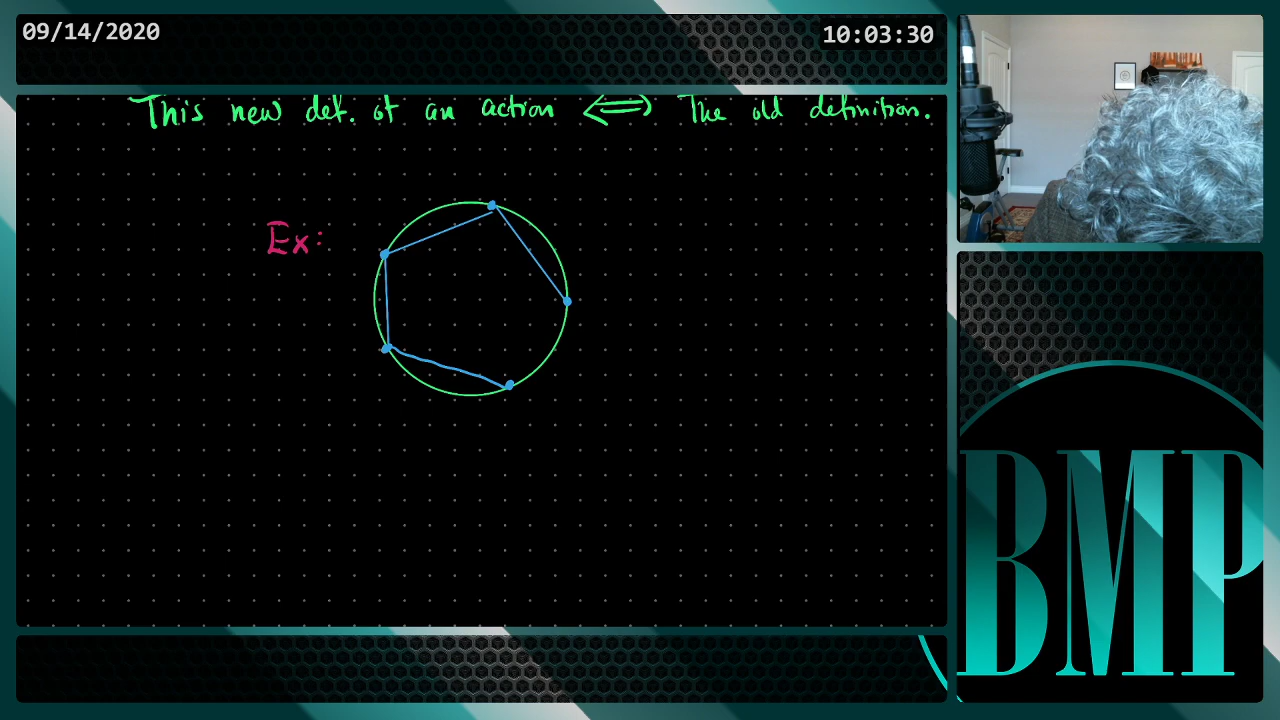 09/14/2020
10:03:30
This new def. of an action ⟺ The old definition.
Ex:
BMP